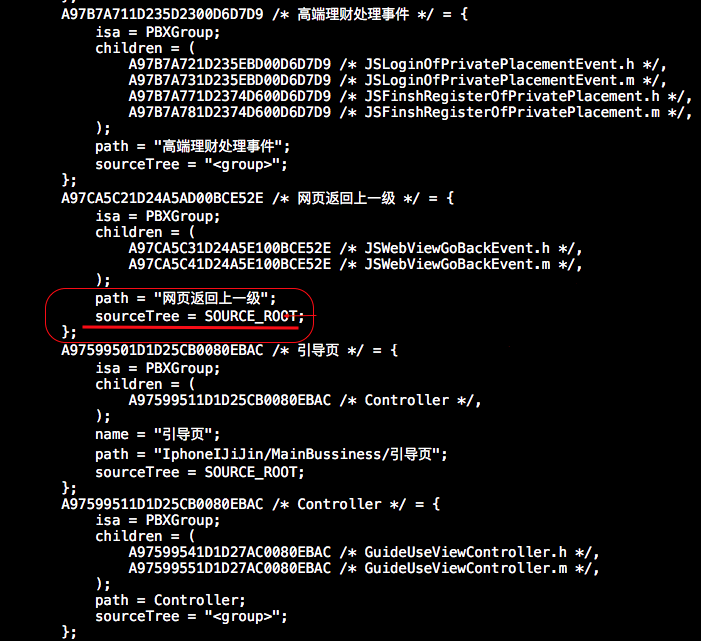 };
A97B7A711D235D2300D6D7D9 /* 高端理财处理事件 */ = {
isa = PBXGroup;
children = (
A97B7A721D235EBD00D6D7D9 /* JSLoginOfPrivatePlacementEvent.h */,
A97B7A731D235EBD00D6D7D9 /* JSLoginOfPrivatePlacementEvent.m */,
A97B7A771D2374D600D6D7D9 /* JSFinshRegisterOfPrivatePlacement.h */,
A97B7A781D2374D600D6D7D9 /* JSFinshRegisterOfPrivatePlacement.m */,
);
path = "高端理财处理事件";
sourceTree = "<group>";
};
A97CA5C21D24A5AD00BCE52E /* 网页返回上一级 */ = {
isa = PBXGroup;
children = (
A97CA5C31D24A5E100BCE52E /* JSWebViewGoBackEvent.h */,
A97CA5C41D24A5E100BCE52E /* JSWebViewGoBackEvent.m */,
);
path = "网页返回上一级";
sourceTree = SOURCE_ROOT;
};
A97599501D1D25CB0080EBAC /* 引导页 */ = {
isa = PBXGroup;
children = (
A97599511D1D25CB0080EBAC /* Controller */,
);
name = "引导页";
path = "IphoneIJiJin/MainBussiness/引导页";
sourceTree = SOURCE_ROOT;
};
A97599511D1D25CB0080EBAC /* Controller */ = {
isa = PBXGroup;
children = (
A97599541D1D27AC0080EBAC /* GuideUseViewController.h */,
A97599551D1D27AC0080EBAC /* GuideUseViewController.m */,
);
path = Controller;
sourceTree = "<group>";
};